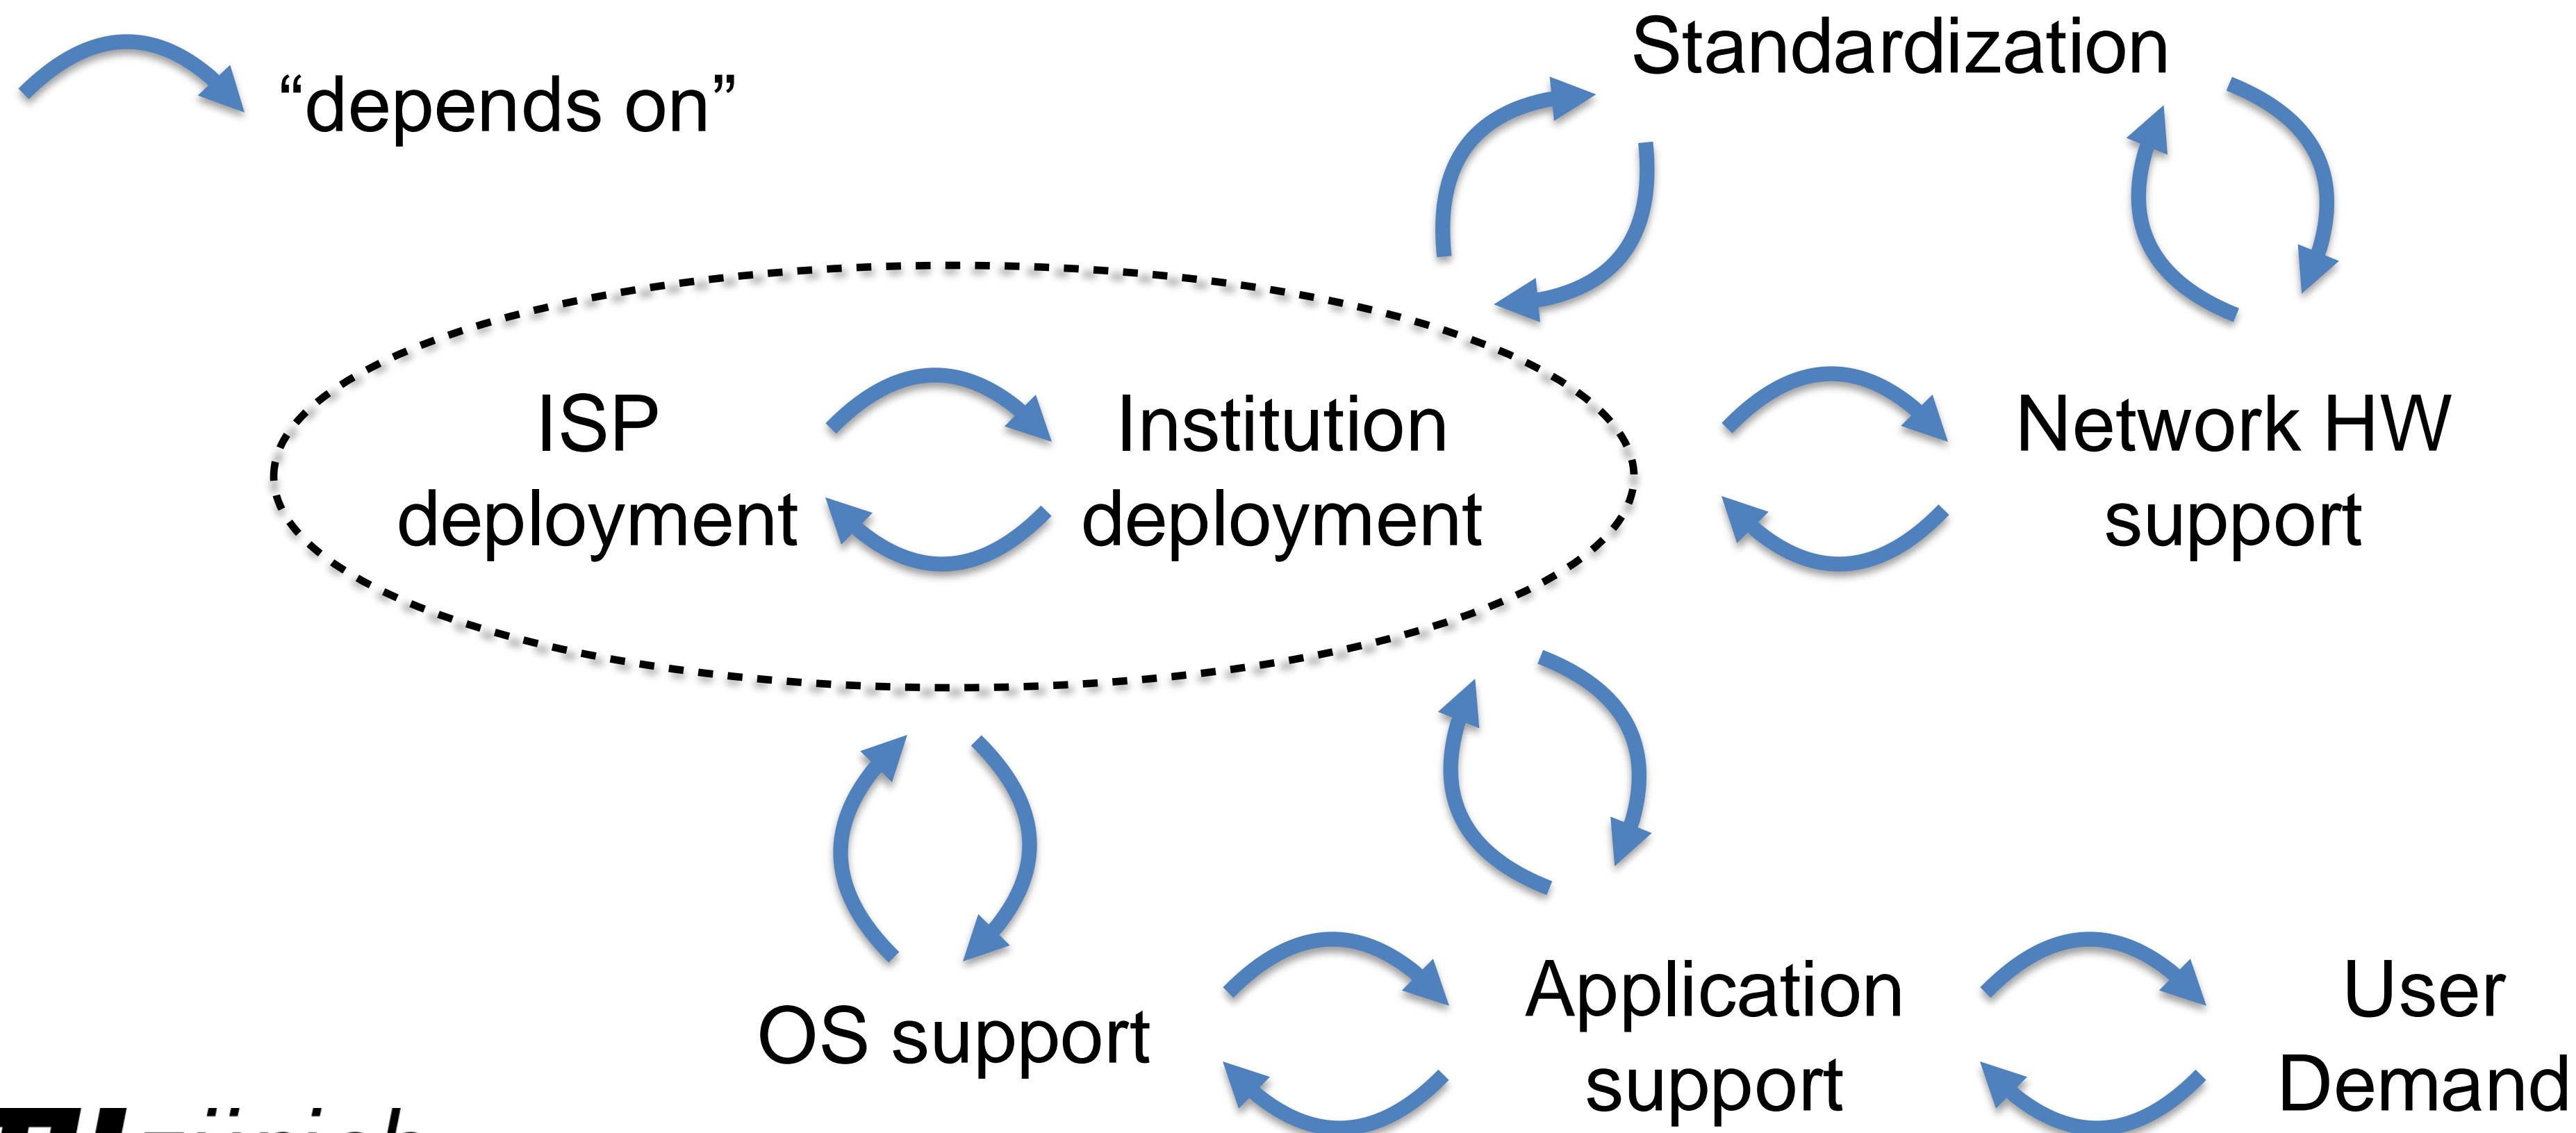 “depends on”
Standardization
ISP
deployment
Institution
deployment
Network HW
support
OS support
Application
support
User
Demand